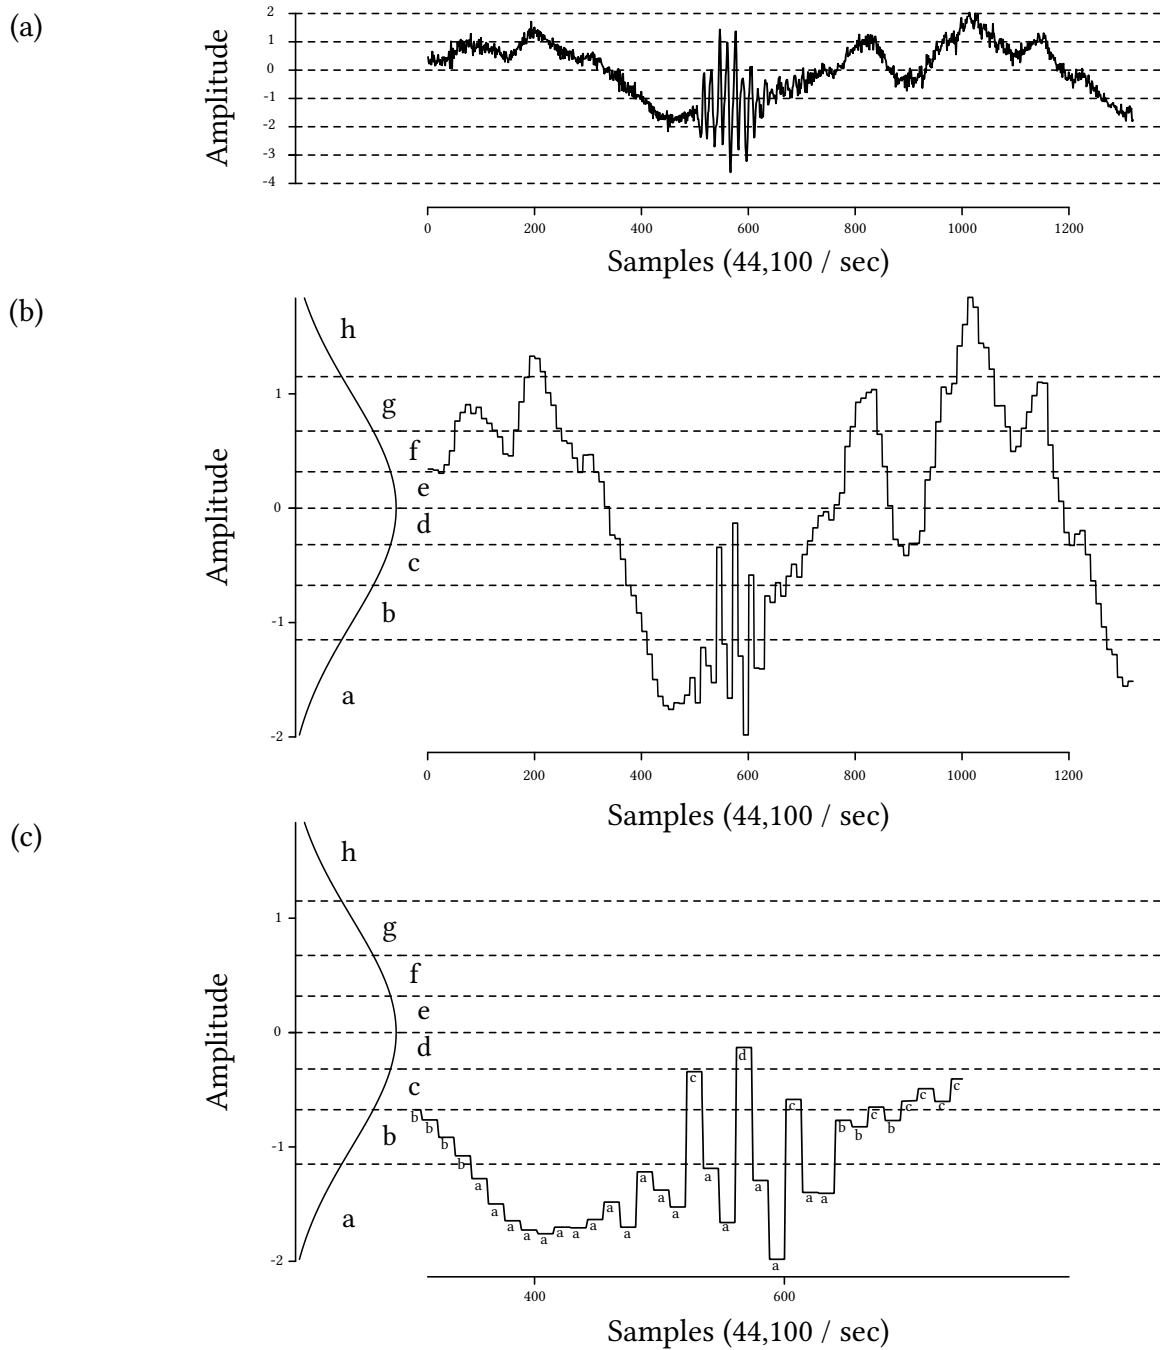 (a)
Amplitude
2
1
0
-1
-2
-3
-4
0 200 400 600 800 1000 1200
Samples (44,100 / sec)
(b)
Amplitude
1
0
-1
-2
h
g
f
e
d
c
b
a
0 200 400 600 800 1000 1200
Samples (44,100 / sec)
(c)
Amplitude
1
0
-1
-2
h
g
f
e
d
c
b
a
b b b b a a a a a a a a a a a a a c a a d a a c a a b b c b c c c c
400 600
Samples (44,100 / sec)